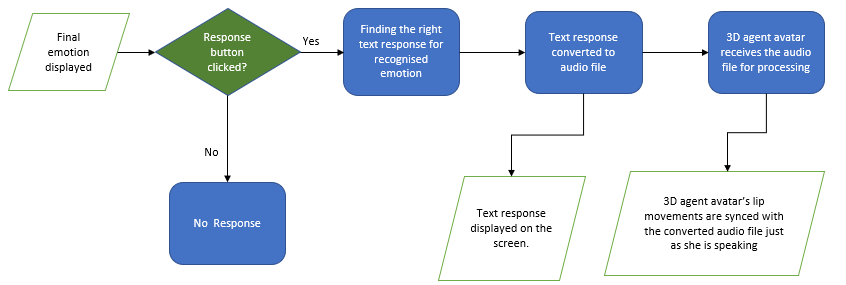 Final
emotion
displayed
Response
button
clicked?
Yes
Finding the right
text response for
recognised
emotion
Text response
converted to
audio file
3D agent avatar
receives the audio
file for processing
No
No  Response
Text response
displayed on the
screen.
3D agent avatar's lip
movements are synced with
the converted audio file just
as she is speaking